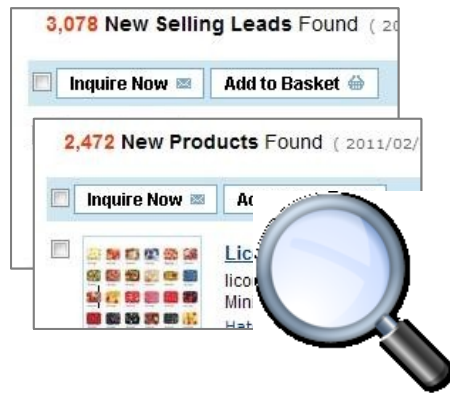 3,078 New Selling Leads Found ( 20
Inquire Now Add to Basket
2,472 New Products Found ( 2011/02/
Inquire Now